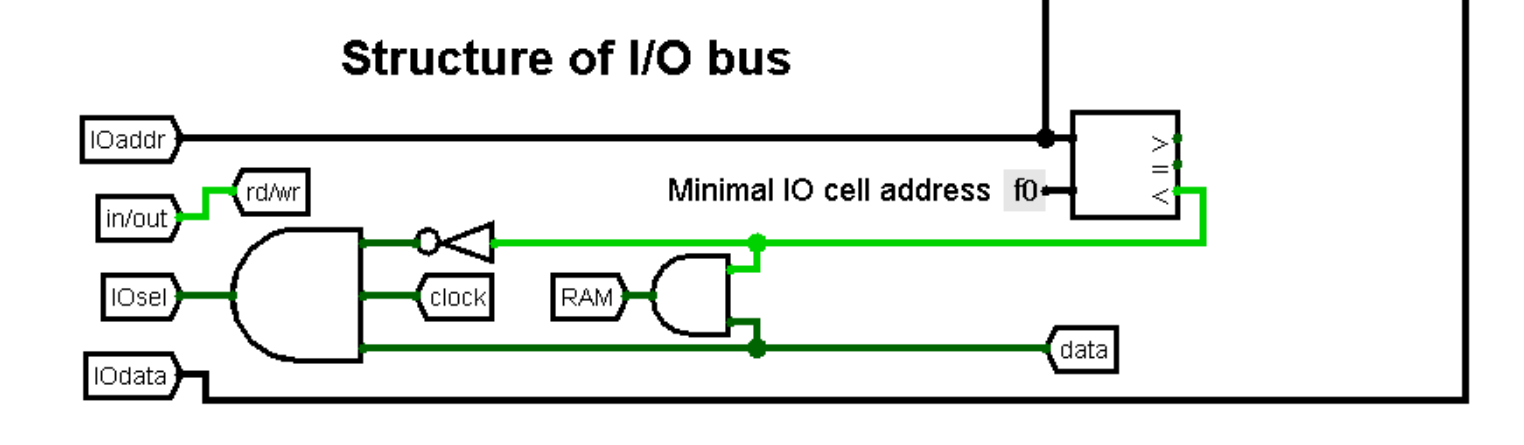 Structure of I/O bus
IOaddr
>
=
<
Minimal IO cell address f0
rd/wr
in/out
IOsel
clock
RAM
data
IOdata